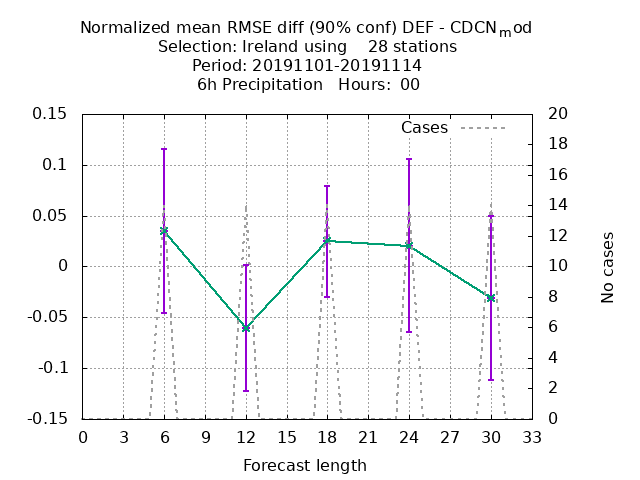 Normalized mean RMSE diff (90% conf) DEF - CDCNmod
Selection: Ireland using    28 stations
Period: 20191101-20191114
6h Precipitation   Hours:  00
Cases
0.15
0.1
0.05
0
-0.05
-0.1
-0.15
20
18
16
14
12
10
8
6
4
2
0
No cases
0 3 6 9 12 15 18 21 24 27 30 33
Forecast length